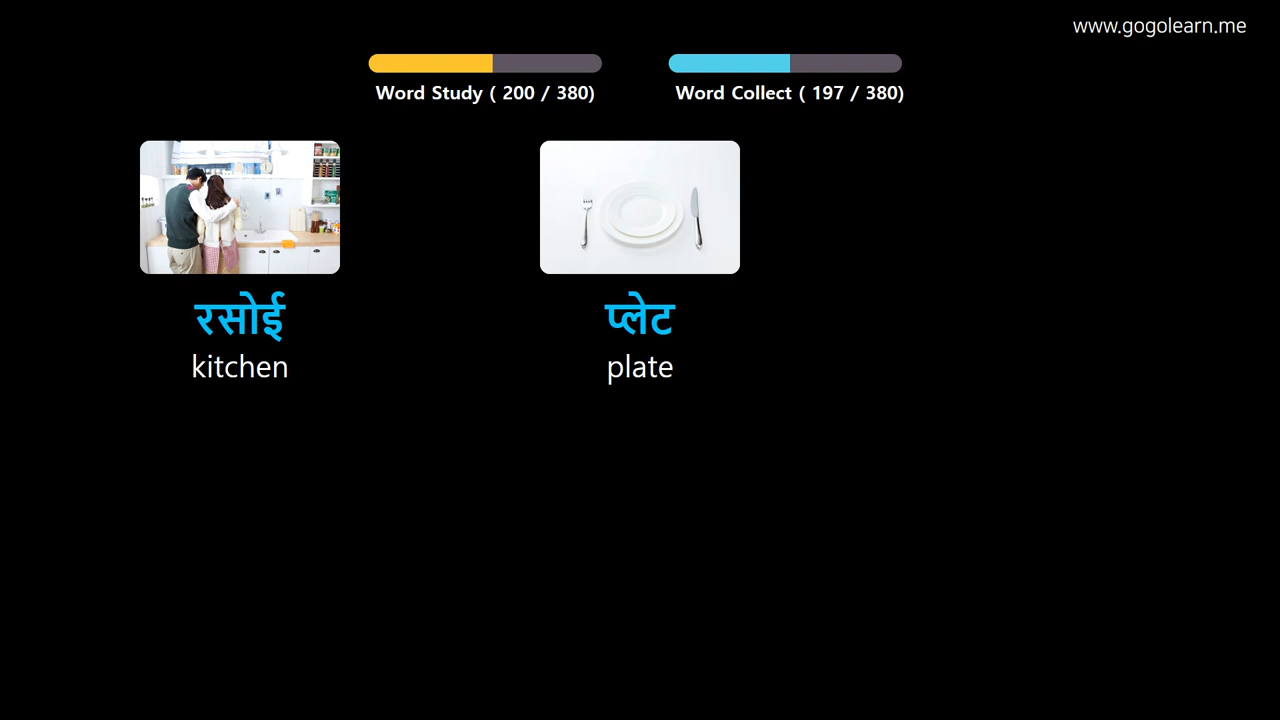 www.gogolearn.me
Word Study ( 200 / 380)
Word Collect ( 197 / 380)
रसोई
kitchen
प्लेट
plate